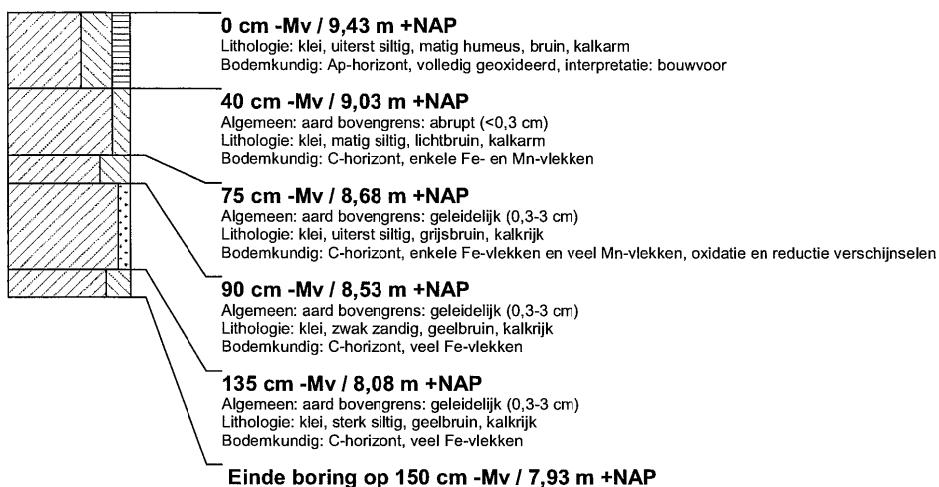 0 cm -Mv / 9,43 m +NAP
Lithologie: klei, uiterst siltig, matig humeus, bruin, kalkarm
Bodemkundig: Ap-horizont, volledig geoxideerd, interpretatie: bouwvoor
40 cm -Mv / 9,03 m +NAP
Algemeen: aard bovengrens: abrupt (<0,3 cm)
Lithologie: klei, matig siltig, lichtbruin, kalkarm
Bodemkundig: C-horizont, enkele Fe- en Mn-vlekken
75 cm -Mv / 8,68 m +NAP
Algemeen: aard bovengrens: geleidelijk (0,3-3 cm)
Lithologie: klei, uiterst siltig, grijsbruin, kalkrijk
Bodemkundig: C-horizont, enkele Fe-vlekken en veel Mn-vlekken, oxidatie en reductie verschijnselen
90 cm -Mv / 8,53 m +NAP
Algemeen: aard bovengrens: geleidelijk (0,3-3 cm)
Lithologie: klei, zwak zandig, geelbruin, kalkrijk
Bodemkundig: C-horizont, veel Fe-vlekken
135 cm -Mv / 8,08 m +NAP
Algemeen: aard bovengrens: geleidelijk (0,3-3 cm)
Lithologie: klei, sterk siltig, geelbruin, kalkrijk
Bodemkundig: C-horizont, veel Fe-vlekken
Einde boring op 150 cm -Mv / 7,93 m +NAP